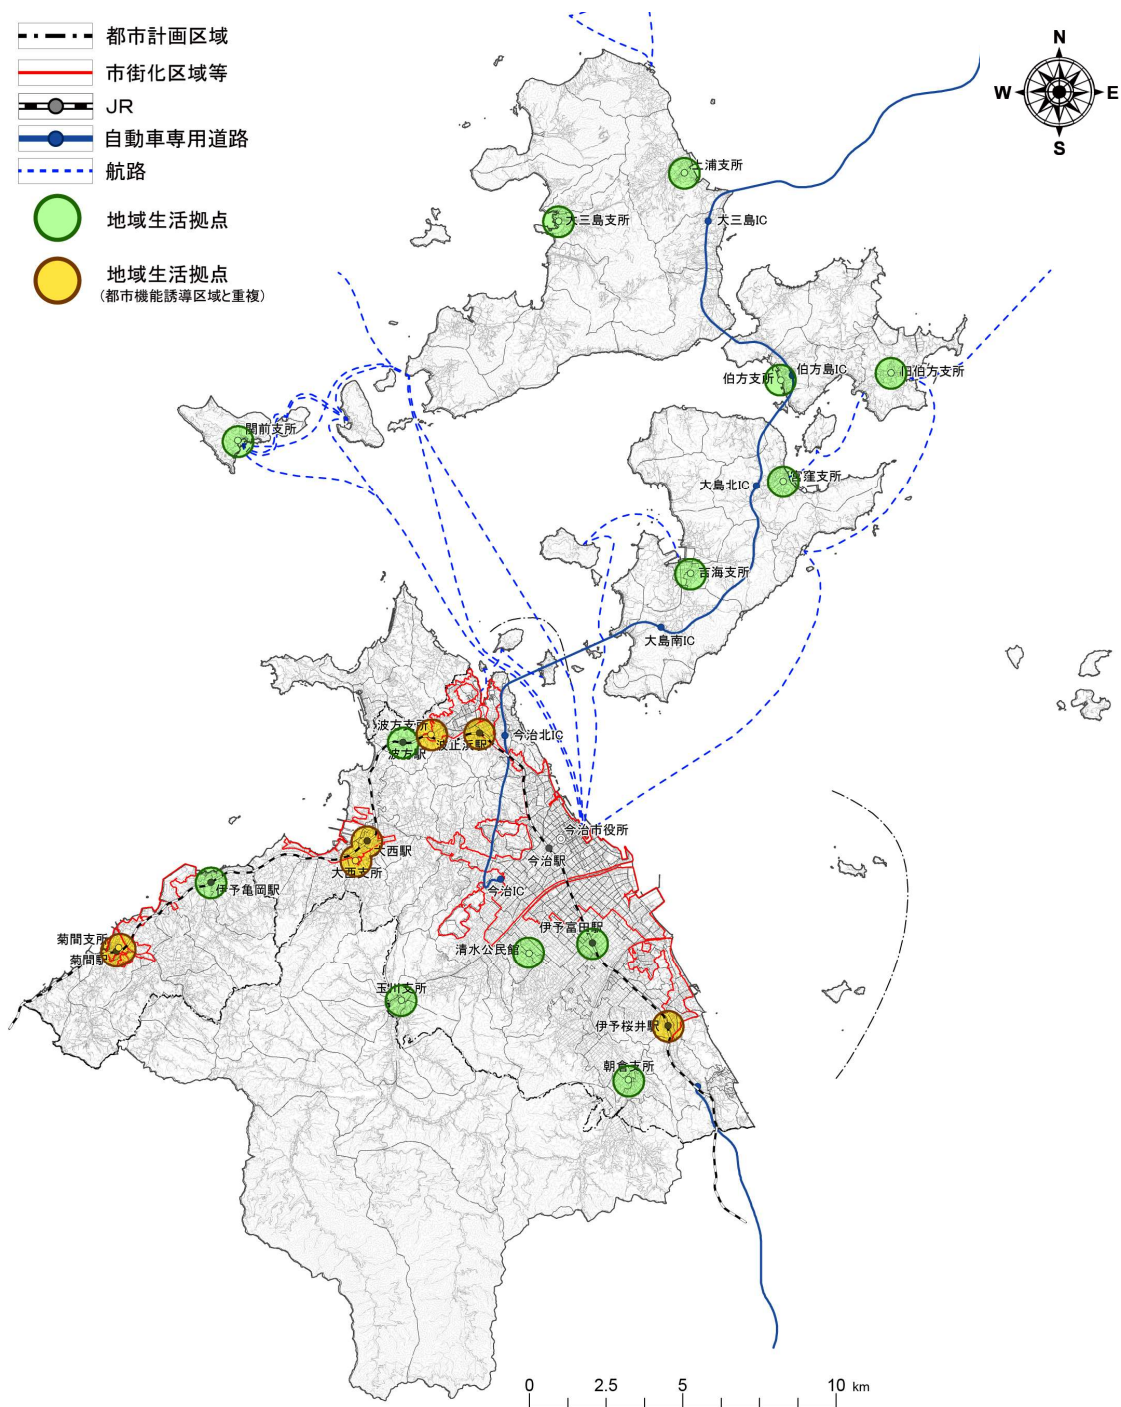 都市計画区域
市街化区域等
JR
自動車専用道路
航路
地域生活拠点
地域生活拠点
(都市機能誘導区域と重複)
N
W
E
S
上浦支所
大三島支所
大三島IC
伯方支所
伯方島IC
旧伯方支所
関前支所
大島北IC
宮窪支所
吉海支所
大島南IC
波方支所
波方駅
波止浜駅
今治北IC
今治市役所
今治駅
大西駅
大西支所
今治IC
伊予亀岡駅
菊間支所
菊間駅
伊予富田駅
清水公民館
玉川支所
伊予桜井駅
朝倉支所
0 2.5 5 10 km